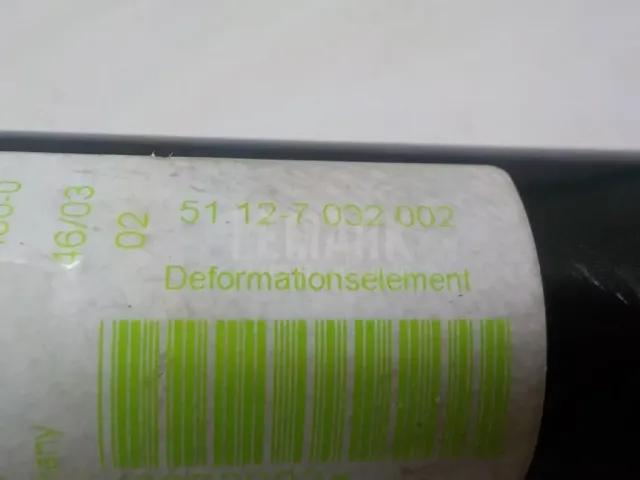 51 12-7 032 002
Deformationselement
46/03
02
LEMARK